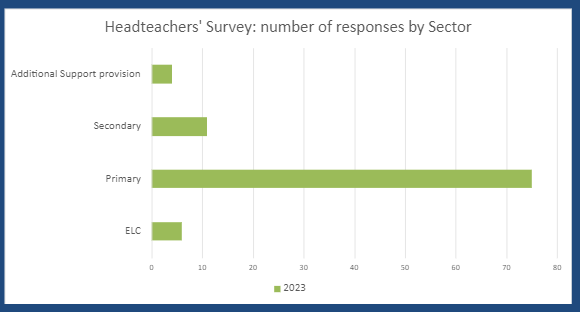 Headteachers' Survey: number of responses by Sector
Additional Support provision
Secondary
Primary
ELC
0 10 20 30 40 50 60 70 80
2023